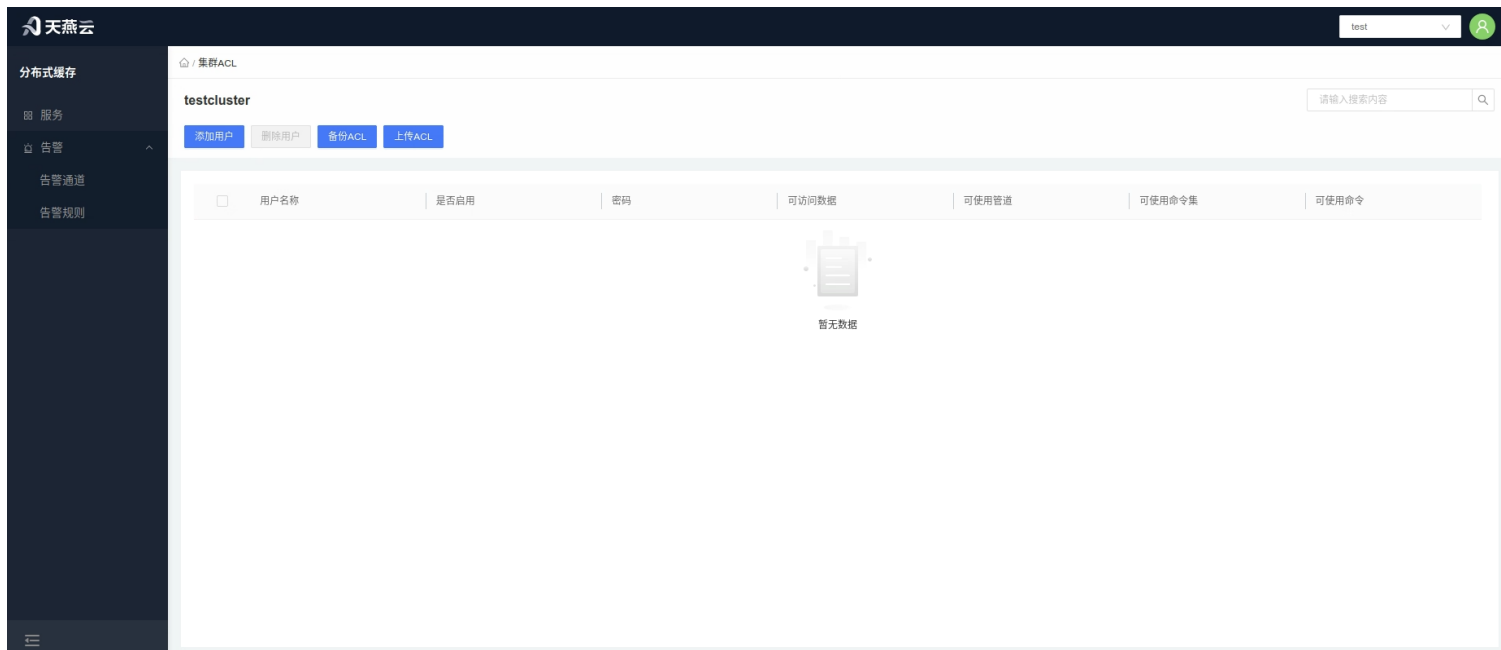 天燕云
test
分布式缓存
服务
告警
告警通道
告警规则
/ 集群ACL
testcluster
请输入搜索内容
添加用户 删除用户 备份ACL 上传ACL
用户名称 是否启用 密码 可访问数据 可使用管道 可使用命令集 可使用命令
暂无数据